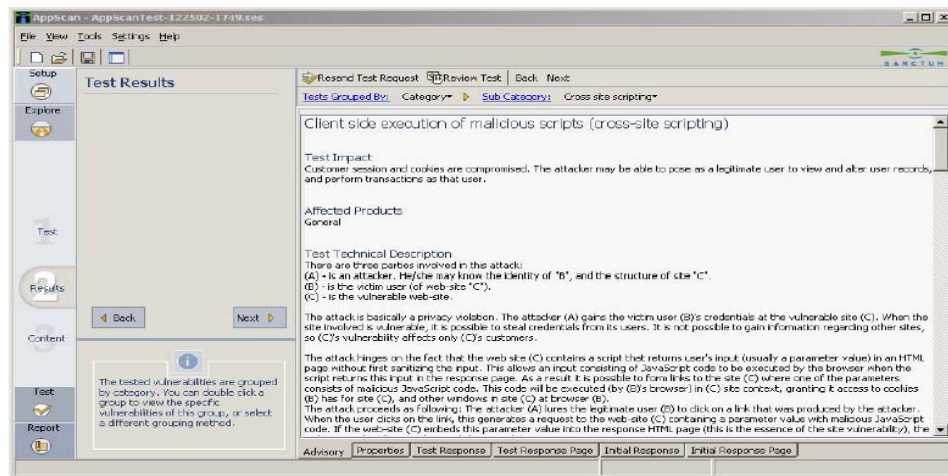 AppScan - AppScanTest-122502-1749.ses
File View Tools Settings Help
SANCTUM
Setup
Explore
1
Test
2
Results
3
Content
Test
Report
Test Results
Back Next
The tested vulnerabilities are grouped
by category. You can double click a
group to view the specific
vulnerabilities of this group, or select
a different grouping method.
Resend Test Request Review Test Back Next
Tests Grouped By: Category Sub Category: Cross site scripting
Client side execution of malicious scripts (cross-site scripting)
Test Impact
Customer session and cookies are compromised. The attacker may be able to pose as a legitimate user to view and alter user records,
and perform transactions as that user.
Affected Products
General
Test Technical Description
There are three parties involved in this attack:
(A) - is an attacker. He/she may know the identity of "B", and the structure of site "C".
(B) - is the victim user (of web-site "C").
(C) - is the vulnerable web-site.
The attack is basically a privacy violation. The attacker (A) gains the victim user (B)'s credentials at the vulnerable site (C). When the
site involved is vulnerable, it is possible to steal credentials from its users. It is not possible to gain information regarding other sites,
so (C)'s vulnerability affects only (C)'s customers.
The attack hinges on the fact that the web site (C) contains a script that returns user's input (usually a parameter value) in an HTML
page without first sanitizing the input. This allows an input consisting of JavaScript code to be executed by the browser when the
script returns this input in the response page. As a result it is possible to form links to the site (C) where one of the parameters
consists of malicious JavaScript code. This code will be executed (by (B)'s browser) in (C) site context, granting it access to cookies
(B) has for site (C), and other windows in site (C) at browser (B).
The attack proceeds as following: The attacker (A) lures the legitimate user (B) to click on a link that was produced by the attacker.
When the user clicks on the link, this generates a request to the web-site (C) containing a parameter value with malicious JavaScript
code. If the web-site (C) embeds this parameter value into the response HTML page (this is the essence of the site vulnerability), the
Advisory Properties Test Response Test Response Page Initial Response Initial Response Page